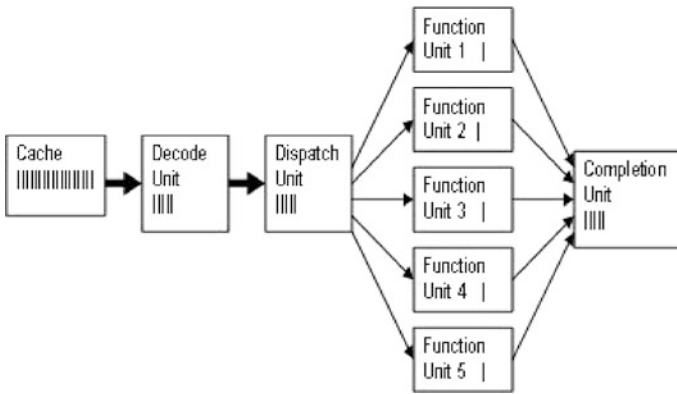 Cache
Decode
Unit
Dispatch
Unit
Function
Unit 1
Function
Unit 2
Function
Unit 3
Function
Unit 4
Function
Unit 5
Completion
Unit